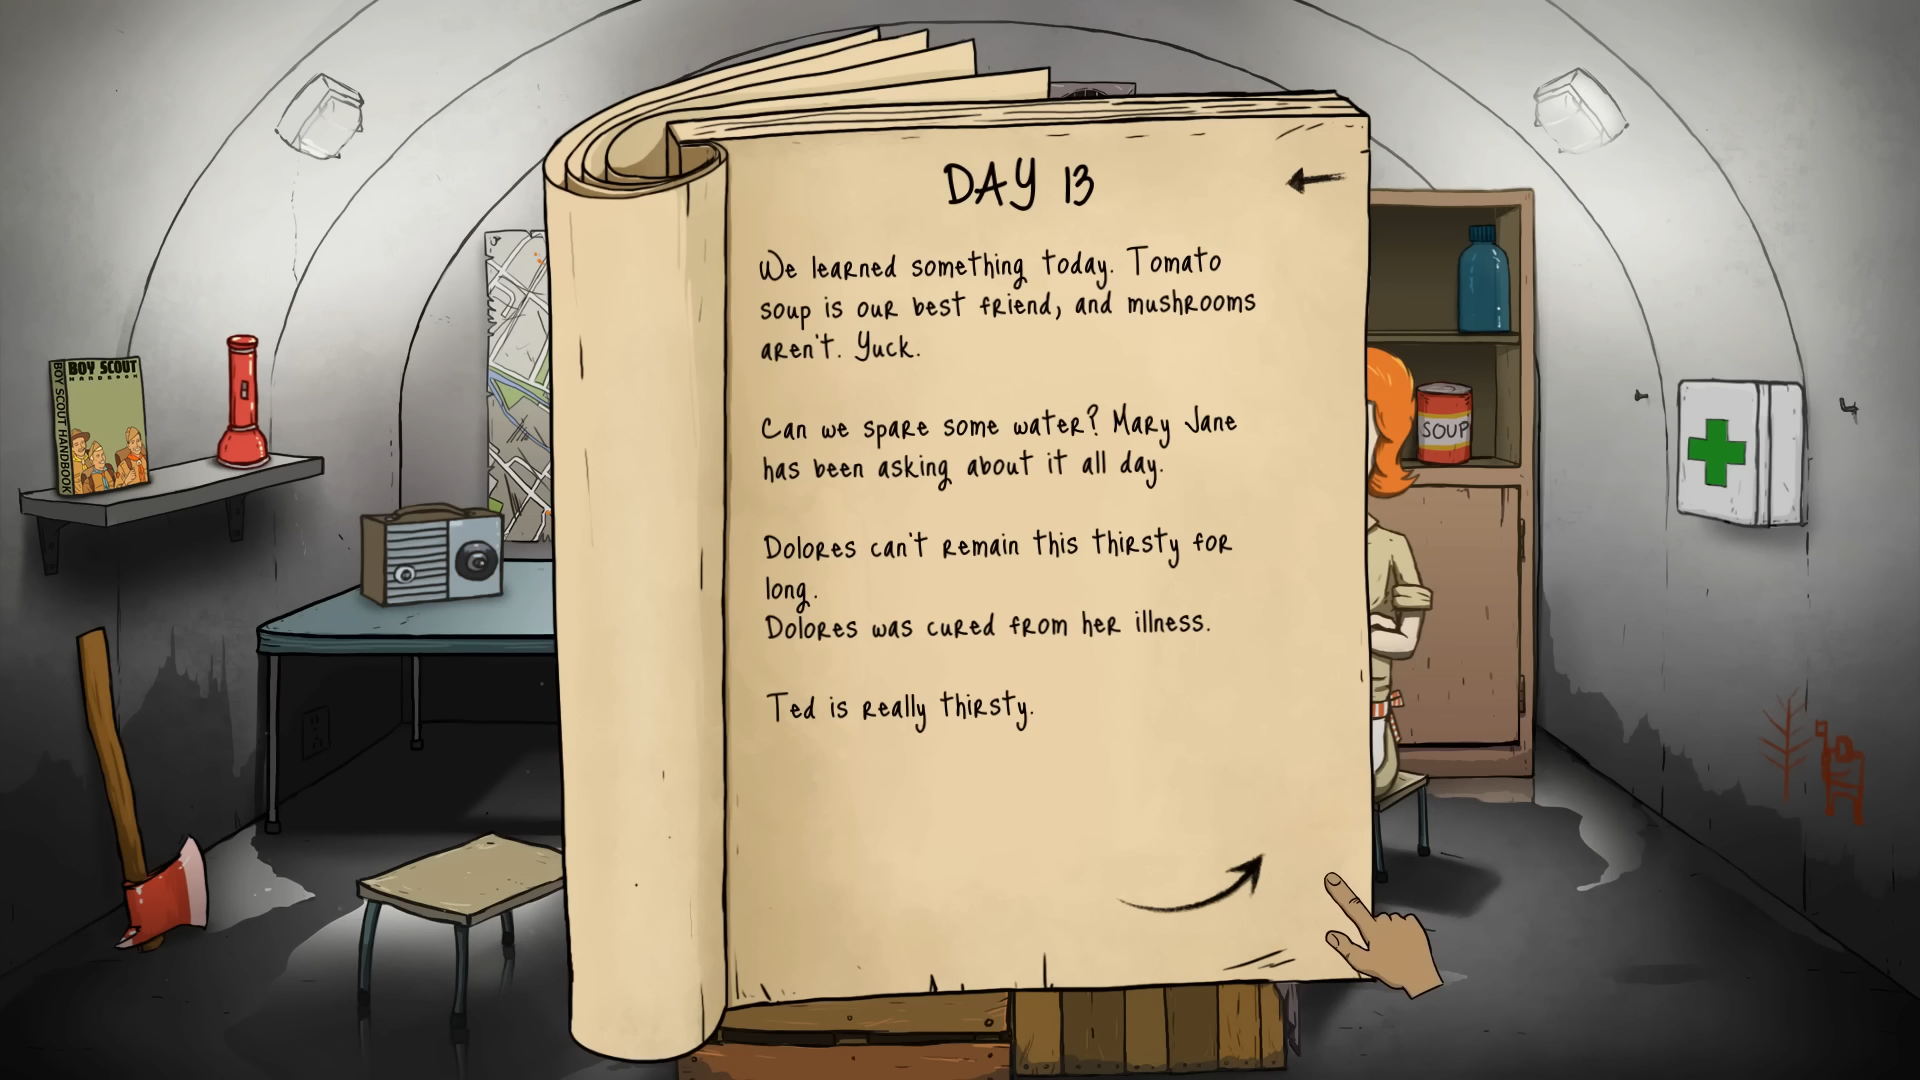 DAY 13
We learned something today. Tomato
soup is our best friend, and mushrooms
aren't. Yuck.
Can we spare some water? Mary Jane
has been asking about it all day.
Dolores can't remain this thirsty for
long.
Dolores was cured from her illness.
Ted is really thirsty.
BOY SCOUT
HANDBOOK
BOY SCOUT HANDBOOK
SOUP